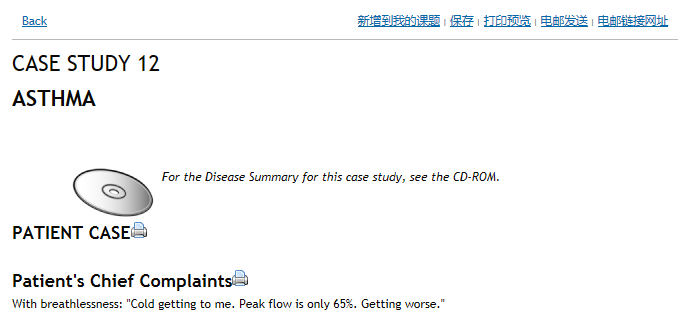 Back 新增到我的课题 | 保存 | 打印预览 | 电邮发送 | 电邮链接网址
CASE STUDY 12
ASTHMA
For the Disease Summary for this case study, see the CD-ROM.
PATIENT CASE
Patient's Chief Complaints
With breathlessness: "Cold getting to me. Peak flow is only 65%. Getting worse."